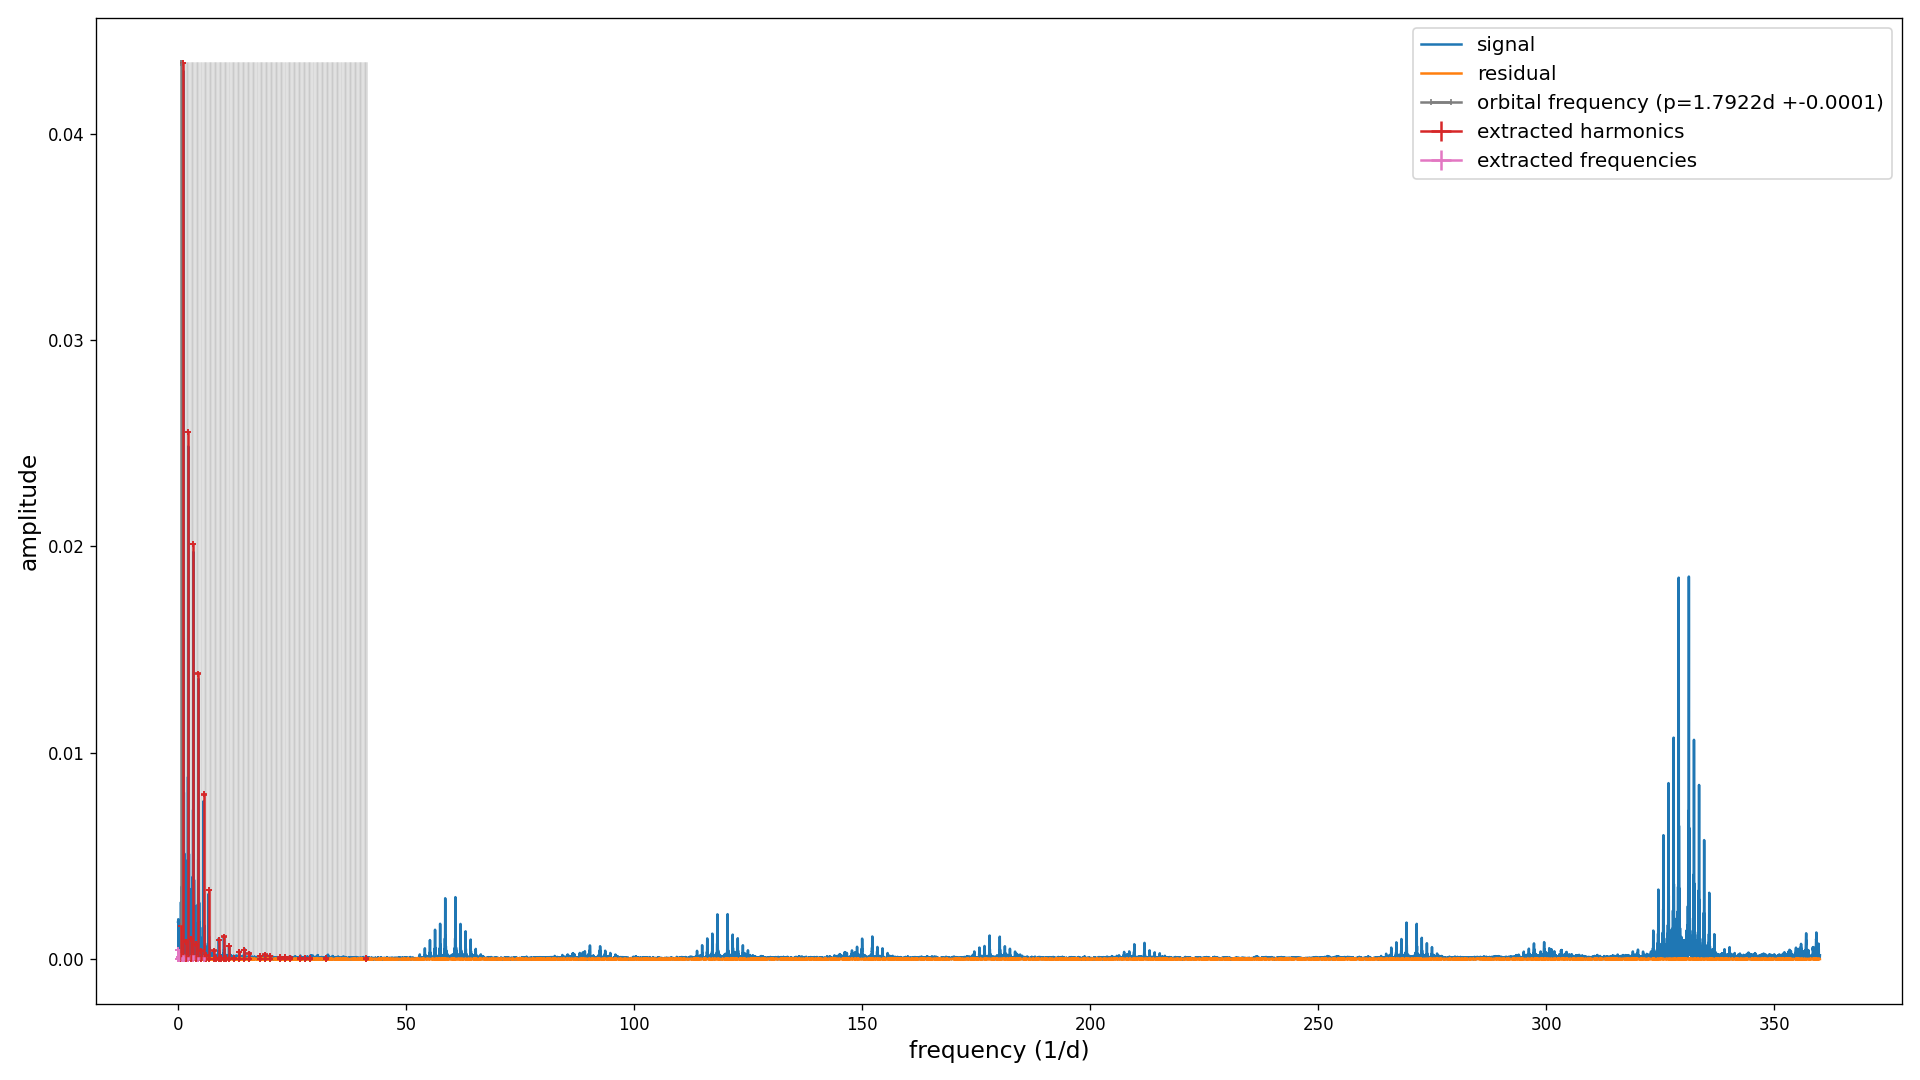 signal
residual
orbital frequency (p=1.7922d +-0.0001)
extracted harmonics
extracted frequencies
amplitude
0.04
0.03
0.02
0.01
0.00
0 50 100 150 200 250 300 350
frequency (1/d)